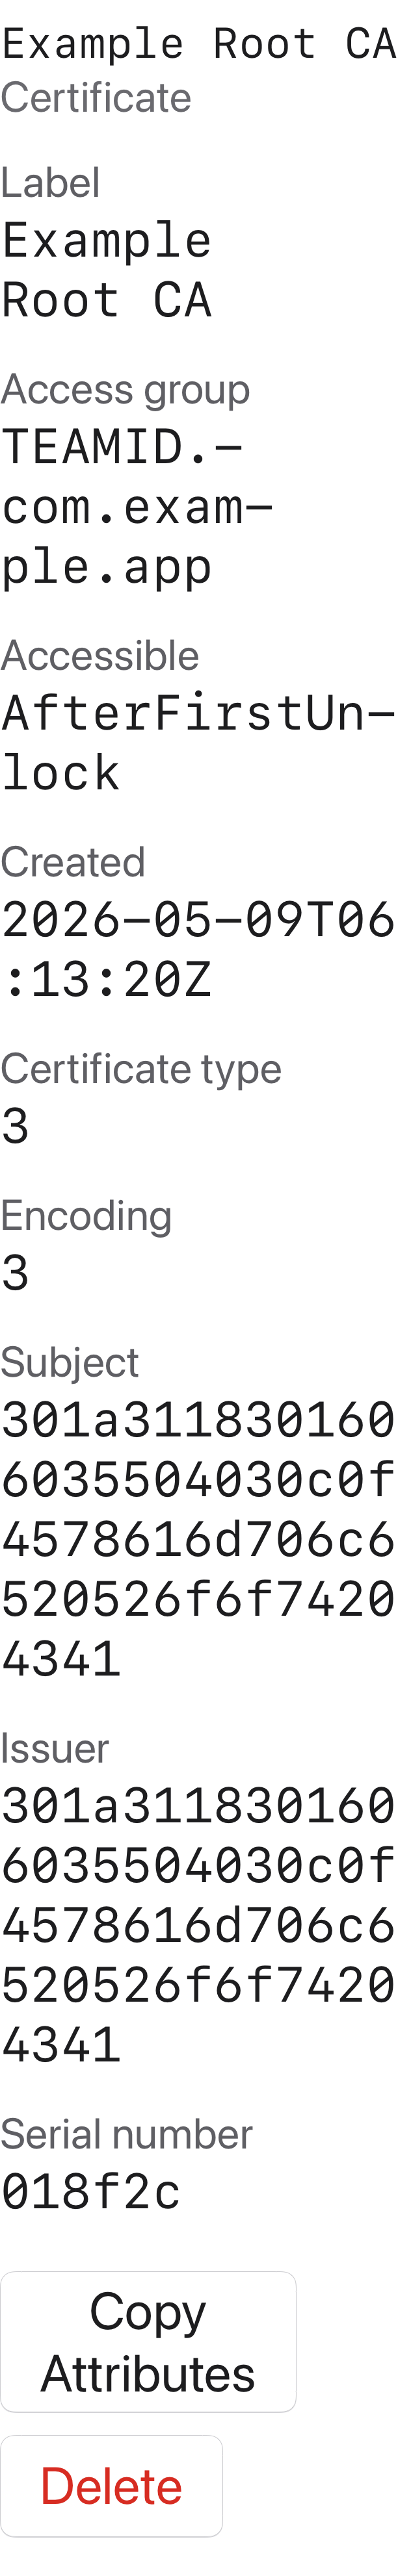 Example Root CA
Certificate
Label
Example
Root CA
Access group
TEAMID.-
com.exam-
ple.app
Accessible
AfterFirstUn-
lock
Created
2026-05-09T06
:13:20Z
Certificate type
3
Encoding
3
Subject
301a311830160
6035504030c0f
4578616d706c6
520526f6f7420
4341
Issuer
301a311830160
6035504030c0f
4578616d706c6
520526f6f7420
4341
Serial number
018f2c
Copy
Attributes
Delete